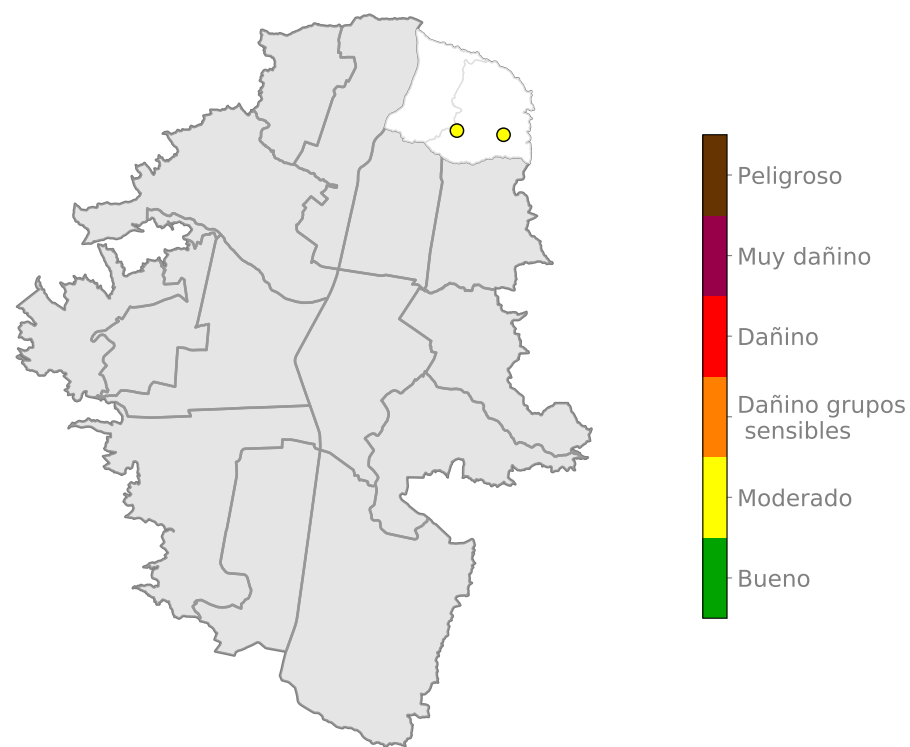 Peligroso
Muy dañino
Dañino
Dañino grupos
sensibles
Moderado
Bueno